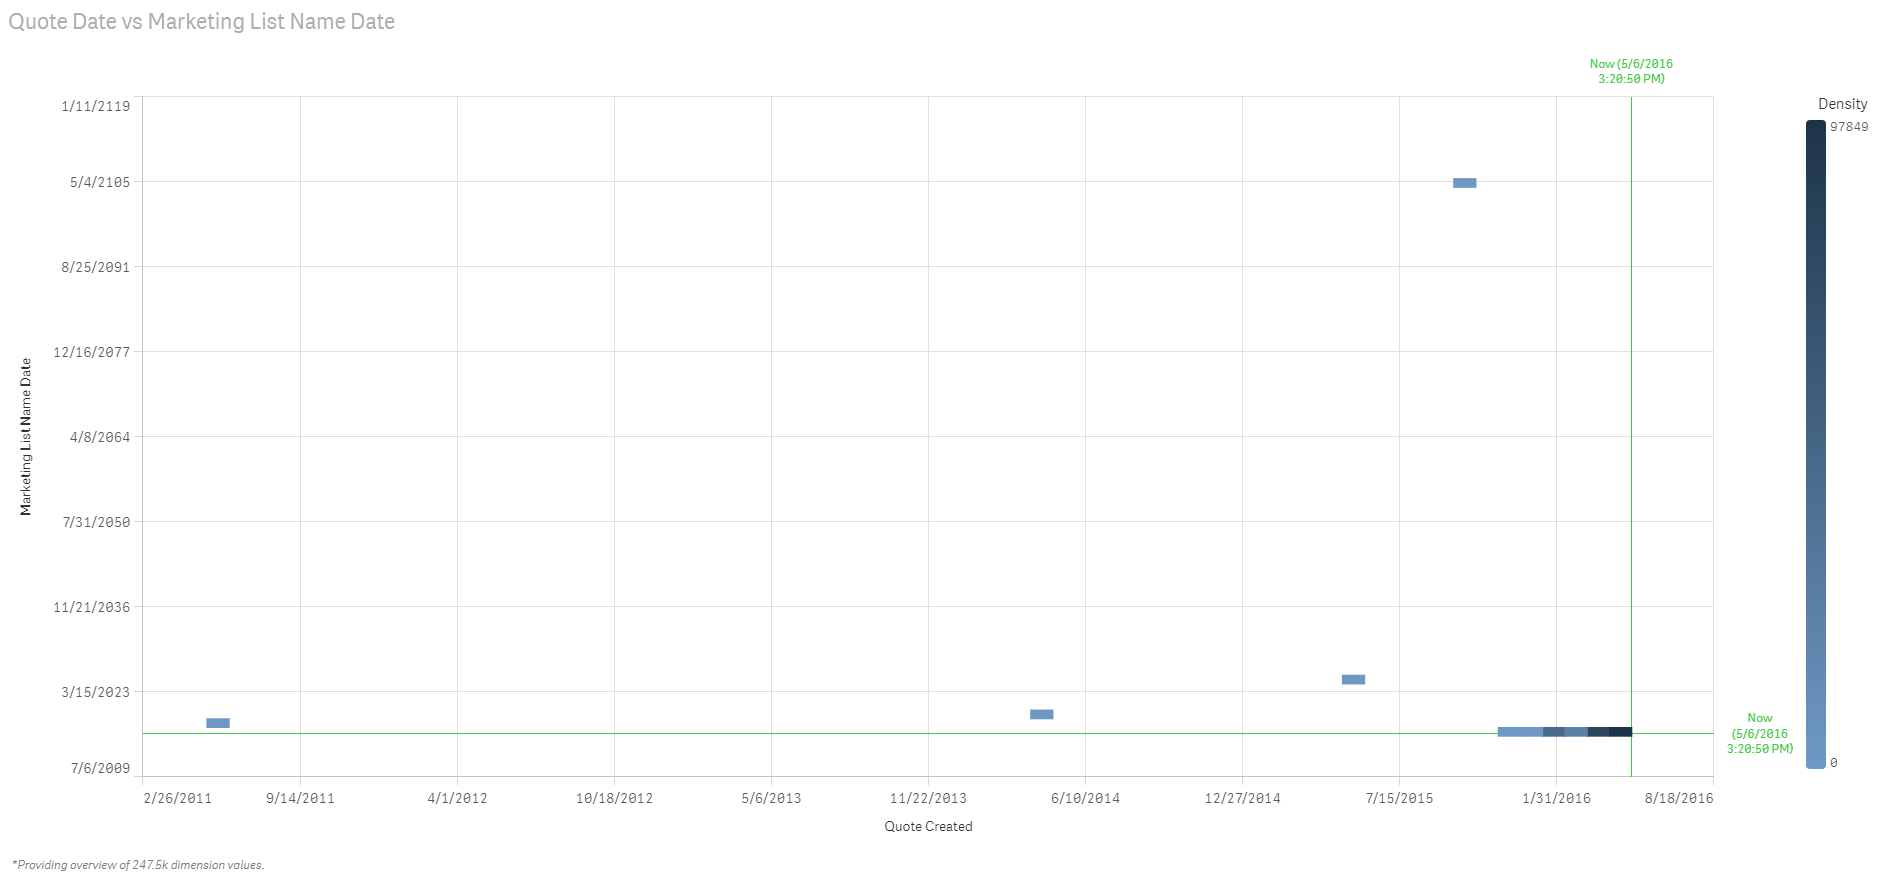 Quote Date vs Marketing List Name Date
Now (5/6/2016
3:20:50 PM)
Density
97849
0
Marketing List Name Date
1/11/2119
5/4/2105
8/25/2091
12/16/2077
4/8/2064
7/31/2050
11/21/2036
3/15/2023
7/6/2009
Now
(5/6/2016
3:20:50 PM)
2/26/2011
9/14/2011
4/1/2012
10/18/2012
5/6/2013
11/22/2013
6/10/2014
12/27/2014
7/15/2015
1/31/2016
8/18/2016
Quote Created
*Providing overview of 247.5k dimension values.